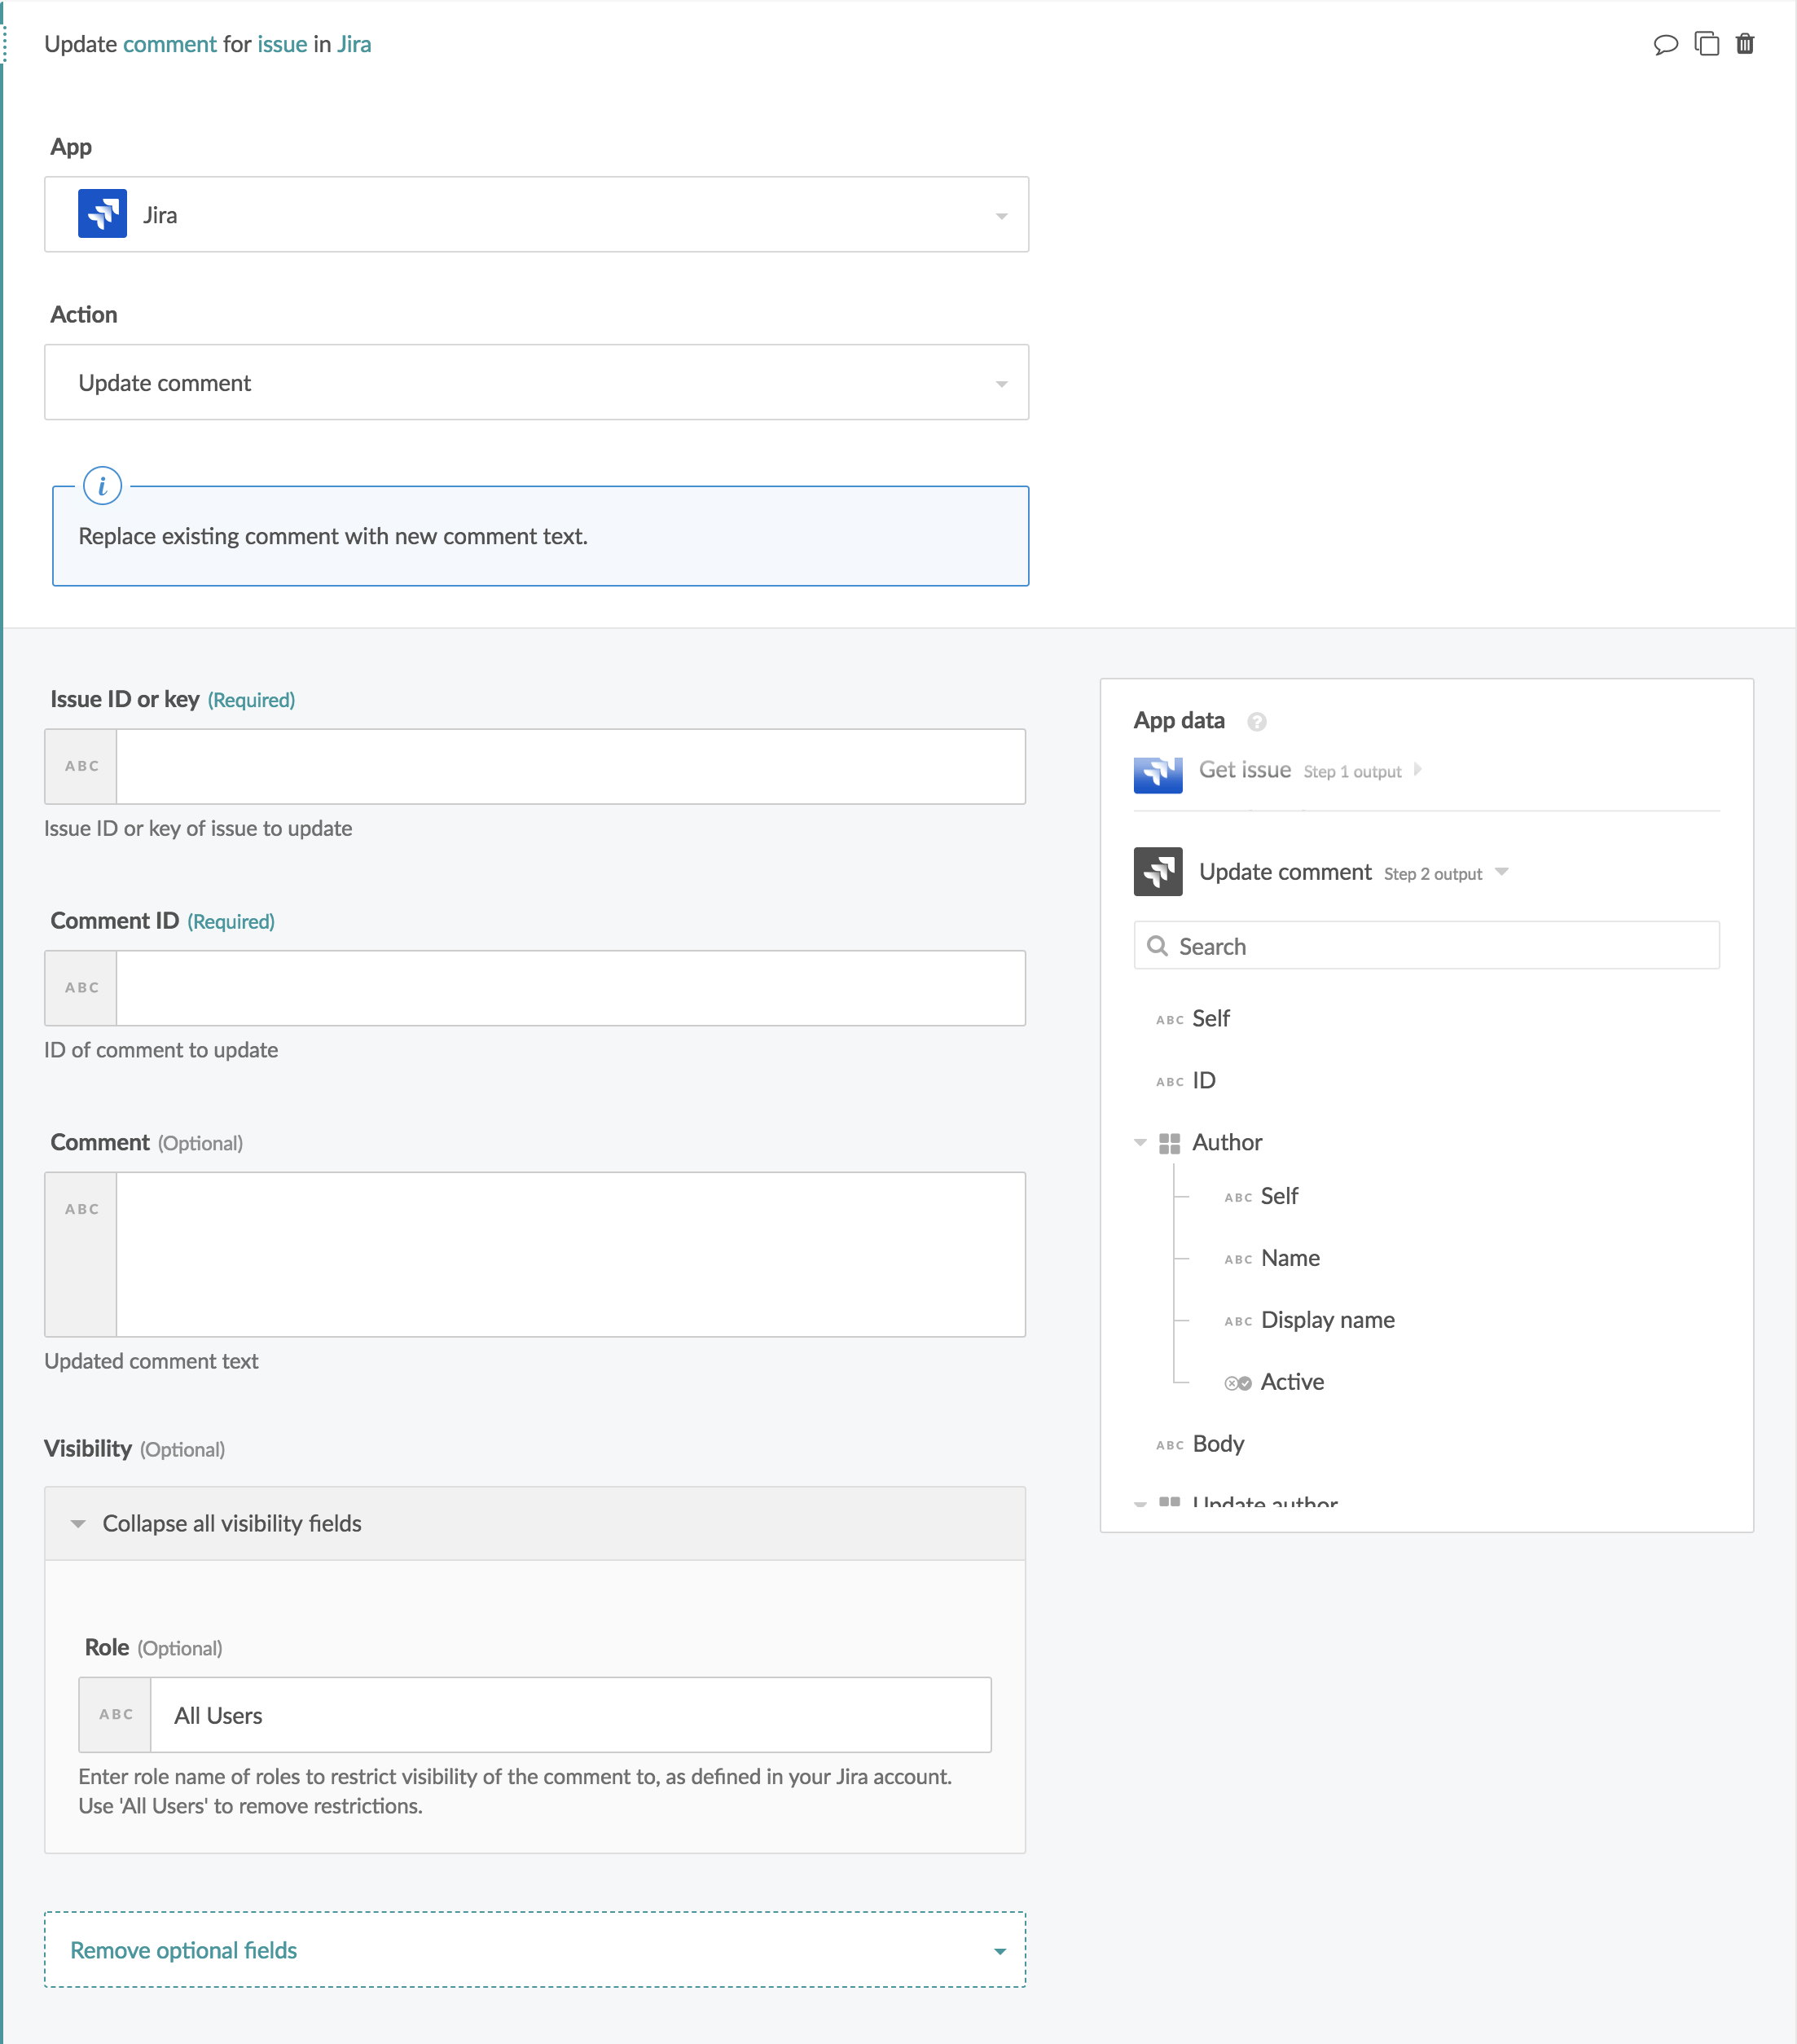 Update comment for issue in Jira
App
Jira
Action
Update comment
i
Replace existing comment with new comment text.
Issue ID or key (Required)
ABC
Issue ID or key of issue to update
Comment ID (Required)
ABC
ID of comment to update
Comment (Optional)
ABC
Updated comment text
Visibility (Optional)
Collapse all visibility fields
Role (Optional)
ABC All Users
Enter role name of roles to restrict visibility of the comment to, as defined in your Jira account.
Use 'All Users' to remove restrictions.
Remove optional fields
App data ?
Get issue Step 1 output
Update comment Step 2 output
Search
ABC Self
ABC ID
Author
ABC Self
ABC Name
ABC Display name
Active
ABC Body
Update author